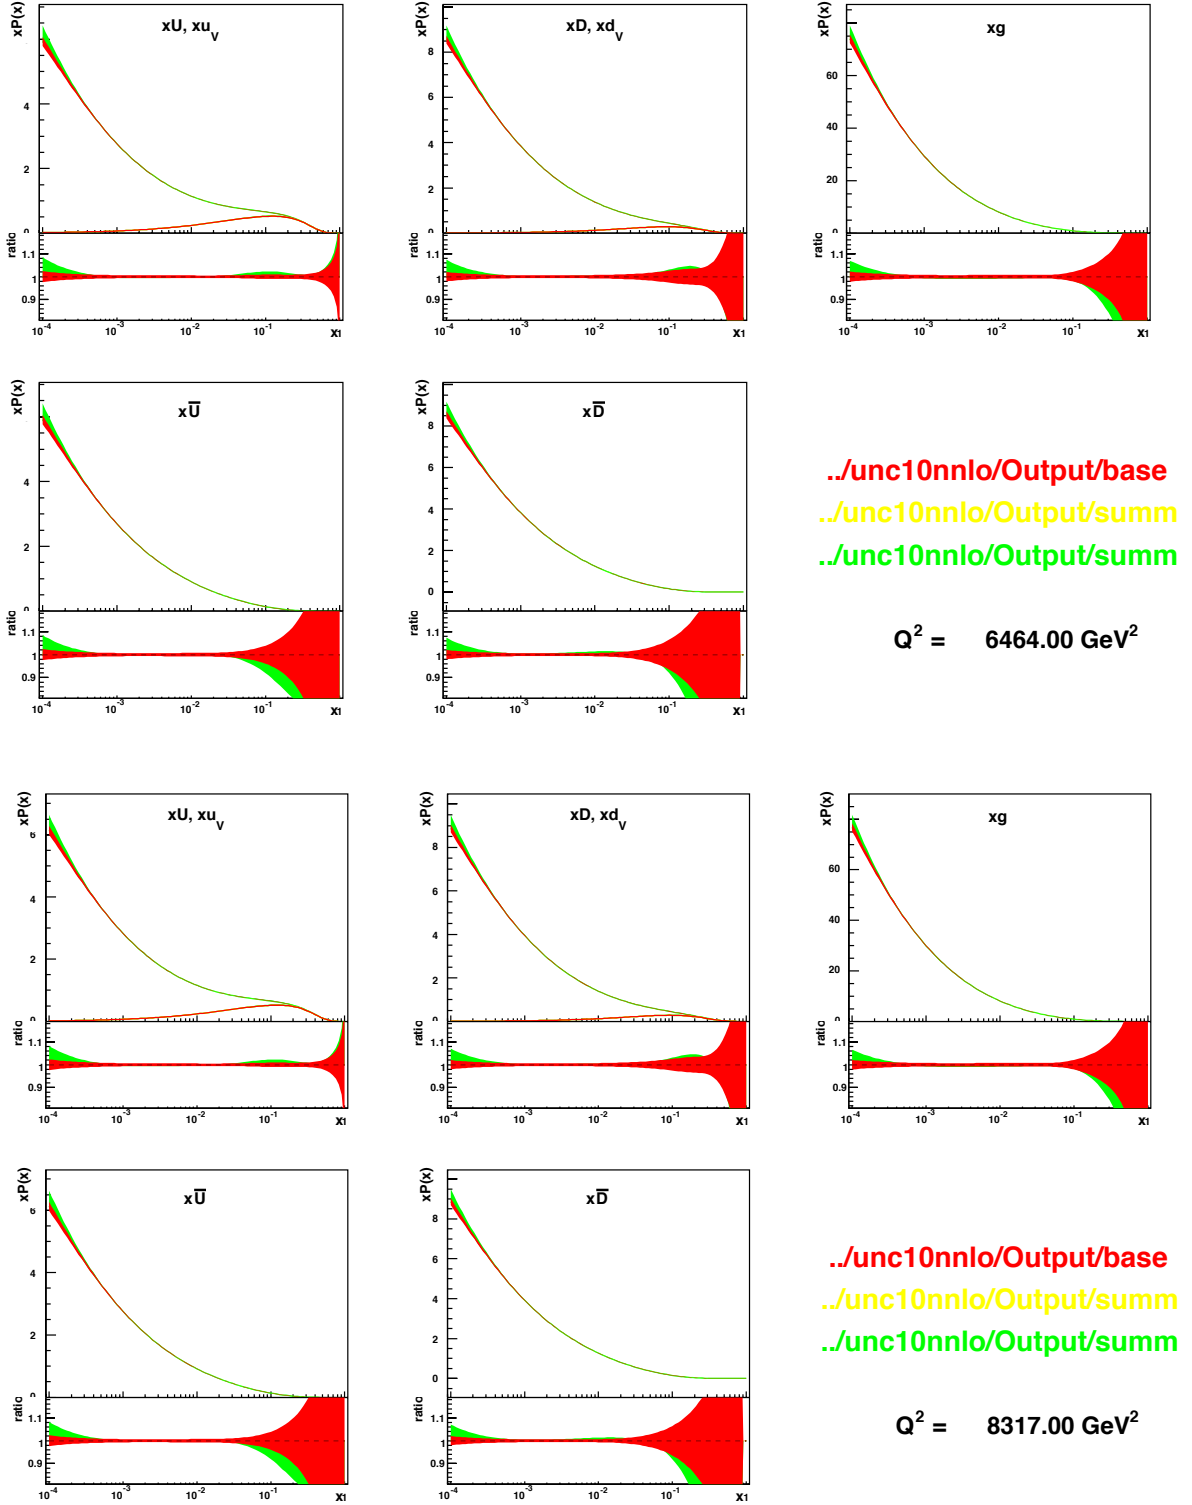 xP(x)
xU, xu_V
4
2
0
ratio
1.1
1
0.9
10^-4
10^-3
10^-2
10^-1
x1
xP(x)
xD, xd_V
8
6
4
2
0
ratio
1.1
1
0.9
10^-4
10^-3
10^-2
10^-1
x1
xP(x)
xg
60
40
20
0
ratio
1.1
1
0.9
10^-4
10^-3
10^-2
10^-1
x1
xP(x)
xU̅
4
2
0
ratio
1.1
1
0.9
10^-4
10^-3
10^-2
10^-1
x1
xP(x)
xD̅
8
6
4
2
0
ratio
1.1
1
0.9
10^-4
10^-3
10^-2
10^-1
x1
../unc10nnlo/Output/base
../unc10nnlo/Output/summ
../unc10nnlo/Output/summ
Q^2 = 6464.00 GeV^2
xP(x)
xU, xu_V
6
4
2
0
ratio
1.1
1
0.9
10^-4
10^-3
10^-2
10^-1
x1
xP(x)
xD, xd_V
8
6
4
2
0
ratio
1.1
1
0.9
10^-4
10^-3
10^-2
10^-1
x1
xP(x)
xg
60
40
20
0
ratio
1.1
1
0.9
10^-4
10^-3
10^-2
10^-1
x1
xP(x)
xU̅
6
4
2
0
ratio
1.1
1
0.9
10^-4
10^-3
10^-2
10^-1
x1
xP(x)
xD̅
8
6
4
2
0
ratio
1.1
1
0.9
10^-4
10^-3
10^-2
10^-1
x1
../unc10nnlo/Output/base
../unc10nnlo/Output/summ
../unc10nnlo/Output/summ
Q^2 = 8317.00 GeV^2